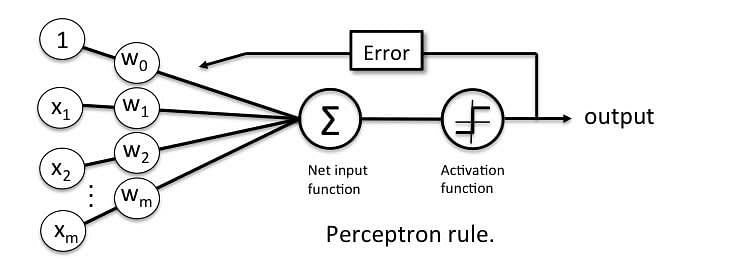 1
w0
Error
x1
w1
Σ
output
x2
w2
Net input
function
Activation
function
⋮
wm
xm
Perceptron rule.